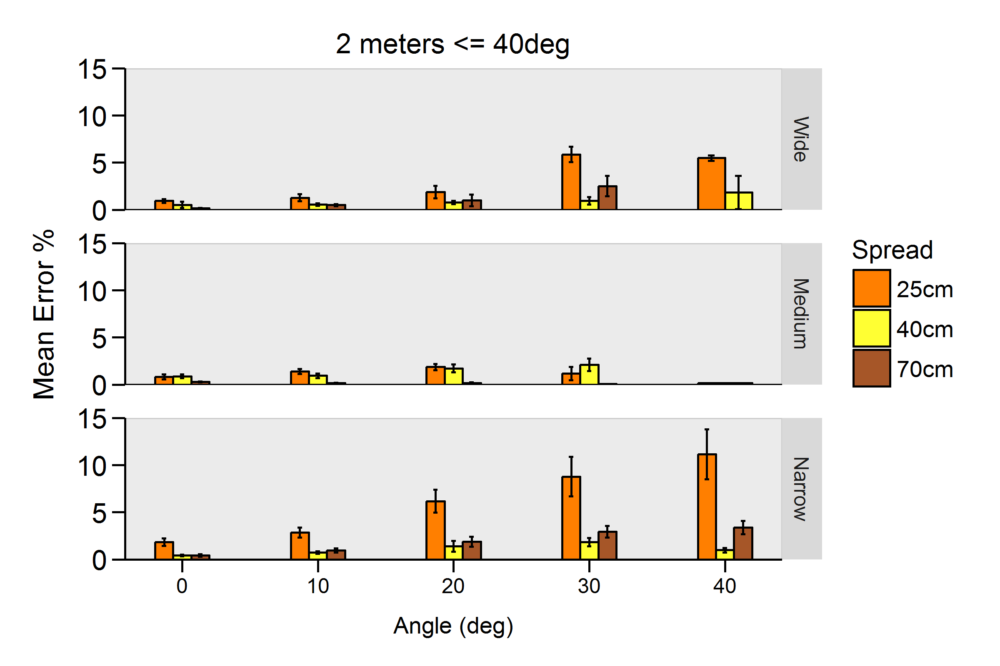 2 meters <= 40deg
15
10
5
0
Wide
15
10
5
0
Medium
15
10
5
0
Narrow
0 10 20 30 40
Angle (deg)
Mean Error %
Spread
25cm
40cm
70cm